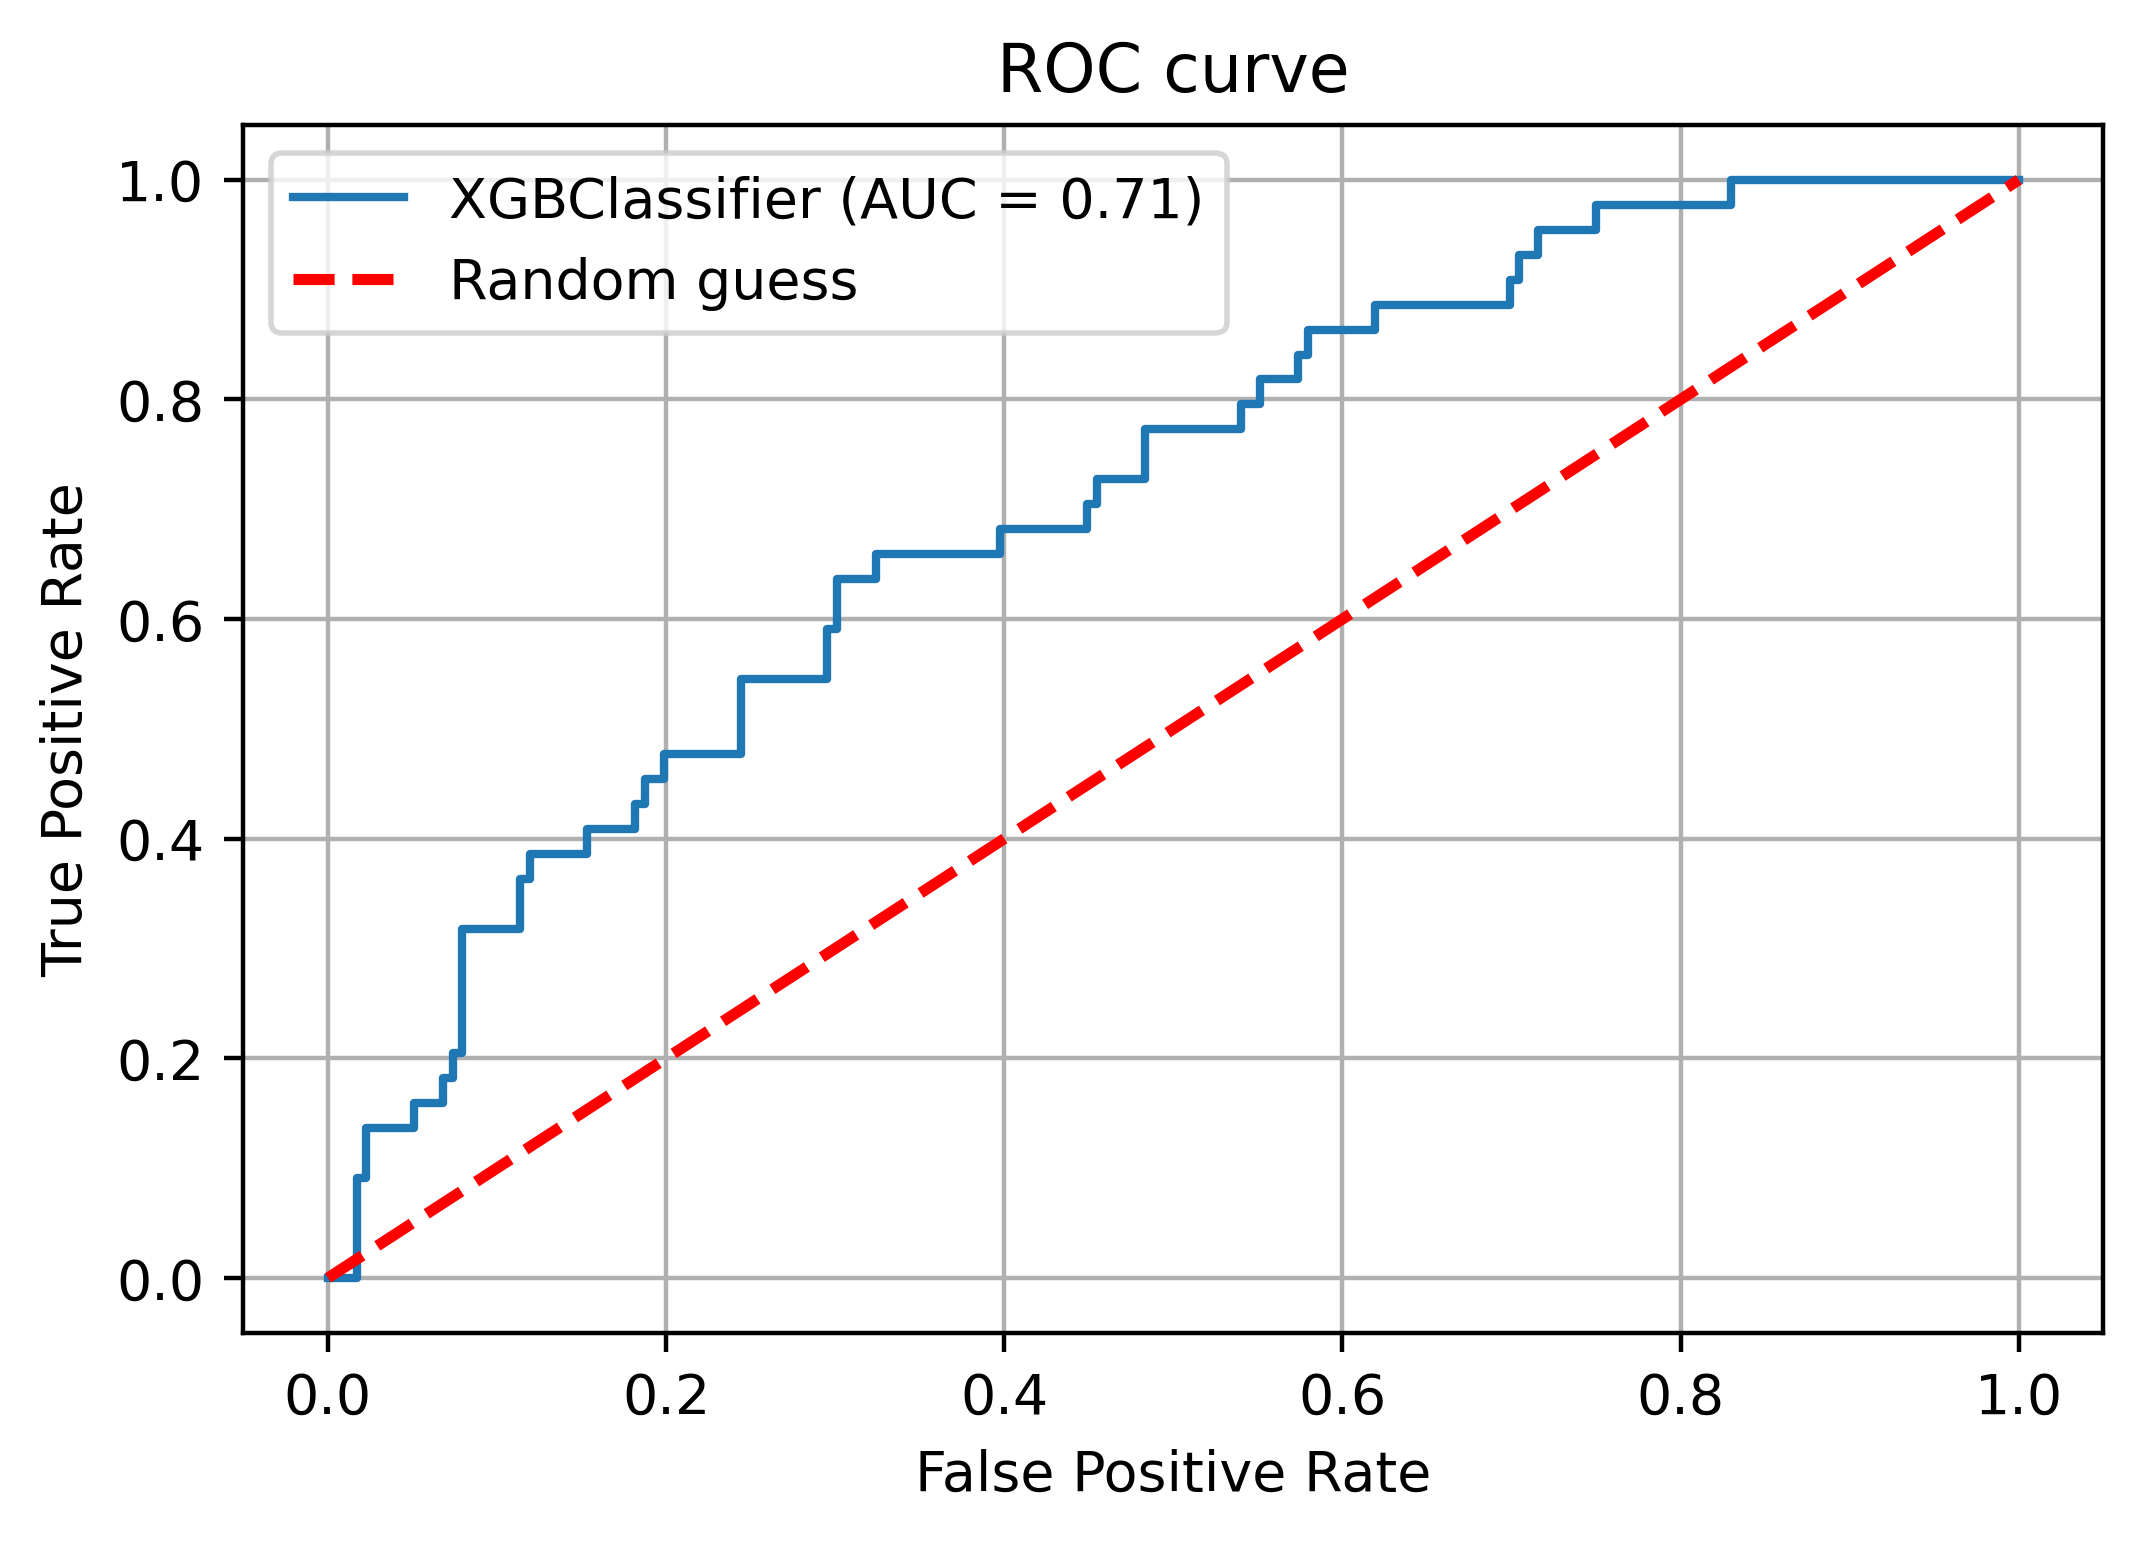 ROC curve
XGBClassifier (AUC = 0.71)
Random guess
1.0
0.8
0.6
0.4
0.2
0.0
True Positive Rate
0.0 0.2 0.4 0.6 0.8 1.0
False Positive Rate